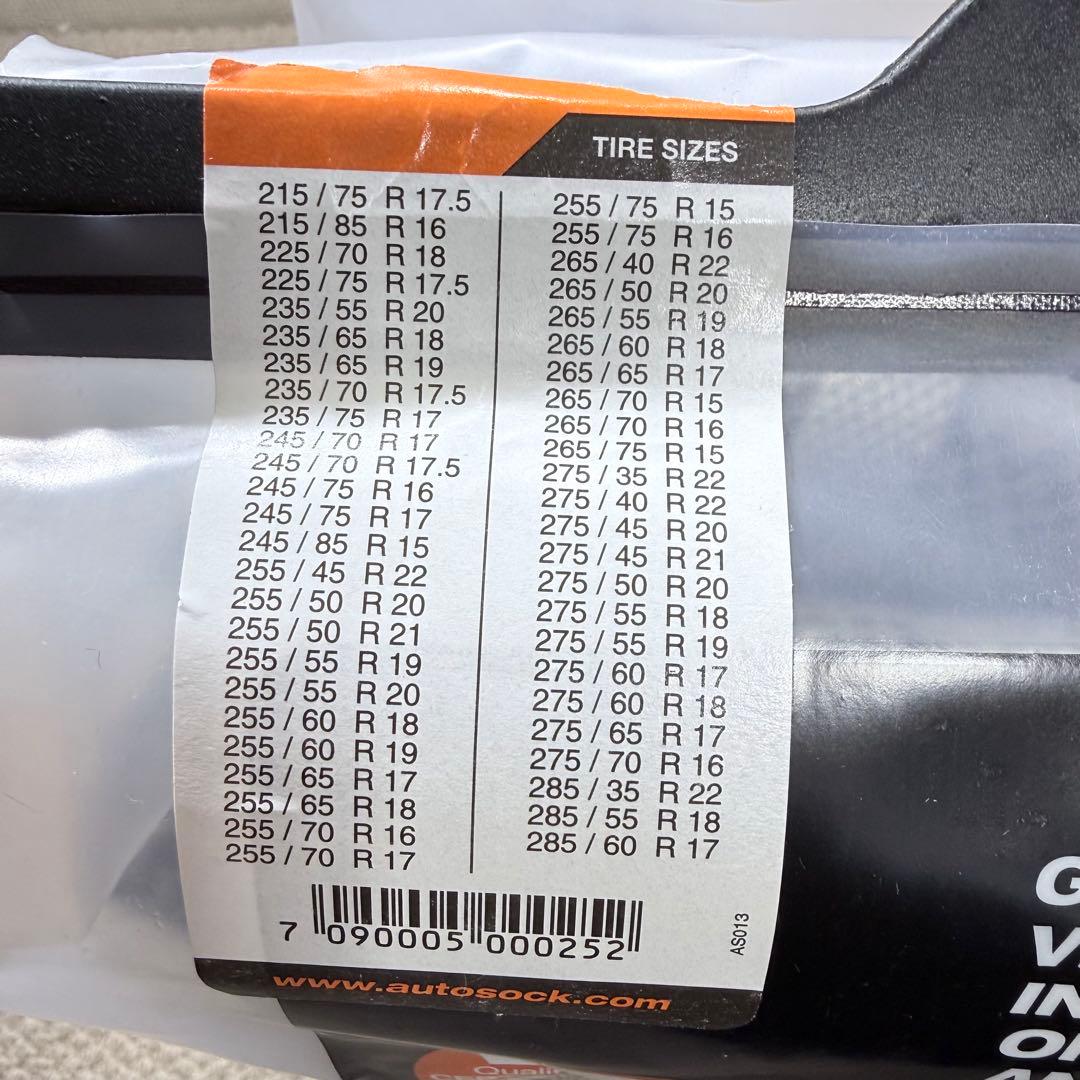 TIRE SIZES
215 / 75 R 17.5
215 / 85 R 16
225 / 70 R 18
225 / 75 R 17.5
235 / 55 R 20
235 / 65 R 18
235 / 65 R 19
235 / 70 R 17.5
235 / 75 R 17
245 / 70 R 17
245 / 70 R 17.5
245 / 75 R 16
245 / 75 R 17
245 / 85 R 15
255 / 45 R 22
255 / 50 R 20
255 / 50 R 21
255 / 55 R 19
255 / 55 R 20
255 / 60 R 18
255 / 60 R 19
255 / 65 R 17
255 / 65 R 18
255 / 70 R 16
255 / 70 R 17
255 / 75 R 15
255 / 75 R 16
265 / 40 R 22
265 / 50 R 20
265 / 55 R 19
265 / 60 R 18
265 / 65 R 17
265 / 70 R 15
265 / 70 R 16
265 / 75 R 15
275 / 35 R 22
275 / 40 R 22
275 / 45 R 20
275 / 45 R 21
275 / 50 R 20
275 / 55 R 18
275 / 55 R 19
275 / 60 R 17
275 / 60 R 18
275 / 65 R 17
275 / 70 R 16
285 / 35 R 22
285 / 55 R 18
285 / 60 R 17
7 090005 000252
AS013
www.autosock.com